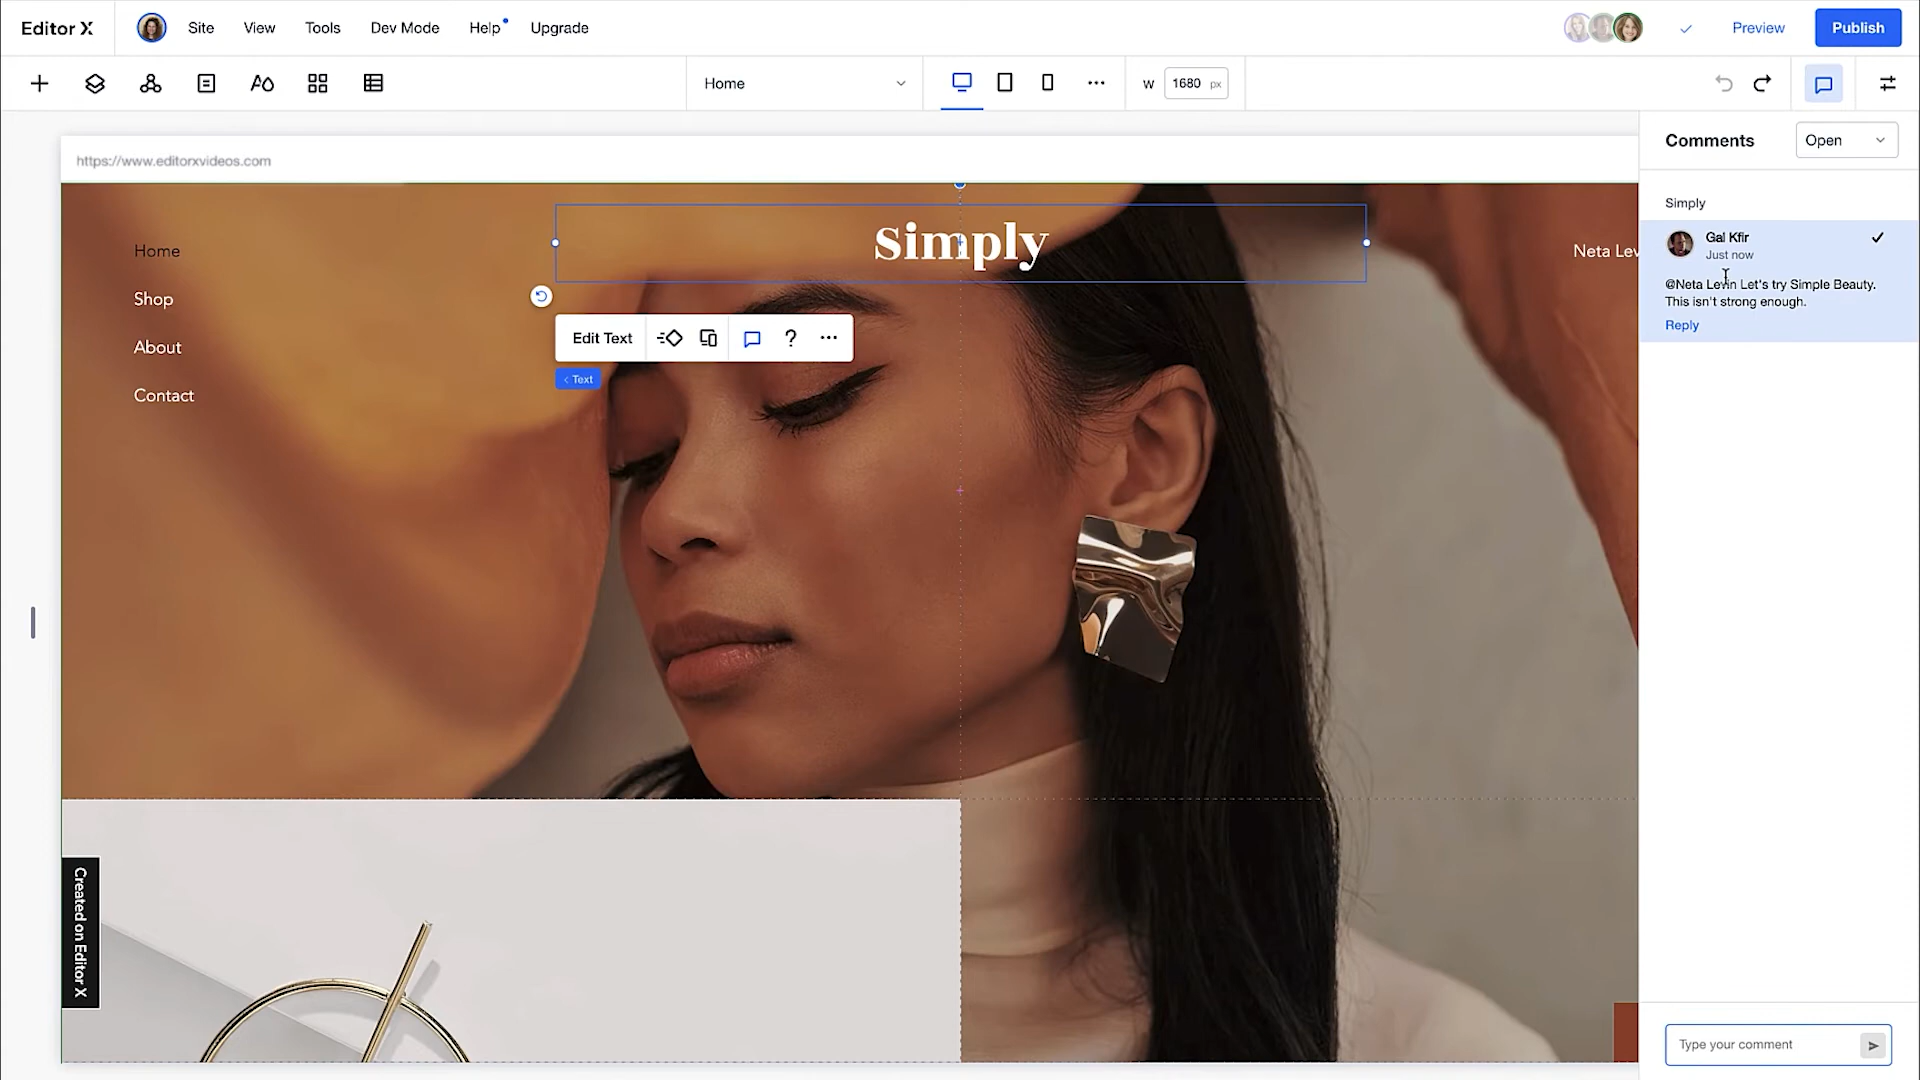 Editor X
Site
View
Tools
Dev Mode
Help
Upgrade
Preview
Publish
Home
W
1680
px
Comments
Open
https://www.editorxvideos.com
Simply
Gal Kfir
Just now
@Neta Levin Let's try Simple Beauty.
This isn't strong enough.
Reply
Home
Shop
About
Contact
Simply
Neta Lev
Edit Text
?
< Text
Created on Editor X
Type your comment